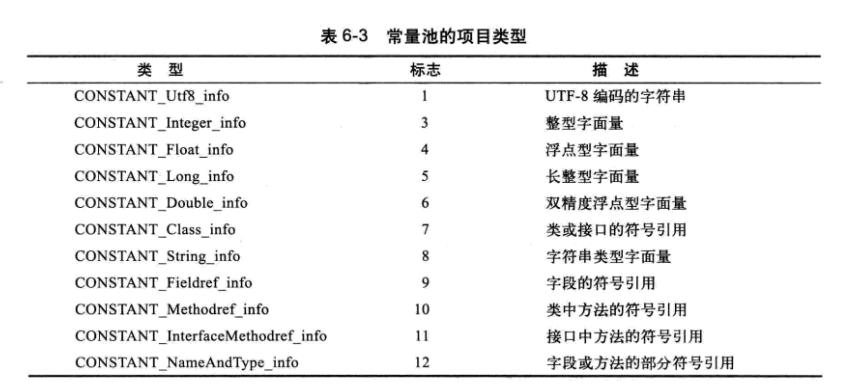 表 6-3 常量池的项目类型
类 型 标志 描 述
CONSTANT_Utf8_info 1 UTF-8 编码的字符串
CONSTANT_Integer_info 3 整型字面量
CONSTANT_Float_info 4 浮点型字面量
CONSTANT_Long_info 5 长整型字面量
CONSTANT_Double_info 6 双精度浮点型字面量
CONSTANT_Class_info 7 类或接口的符号引用
CONSTANT_String_info 8 字符串类型字面量
CONSTANT_Fieldref_info 9 字段的符号引用
CONSTANT_Methodref_info 10 类中方法的符号引用
CONSTANT_InterfaceMethodref_info 11 接口中方法的符号引用
CONSTANT_NameAndType_info 12 字段或方法的部分符号引用